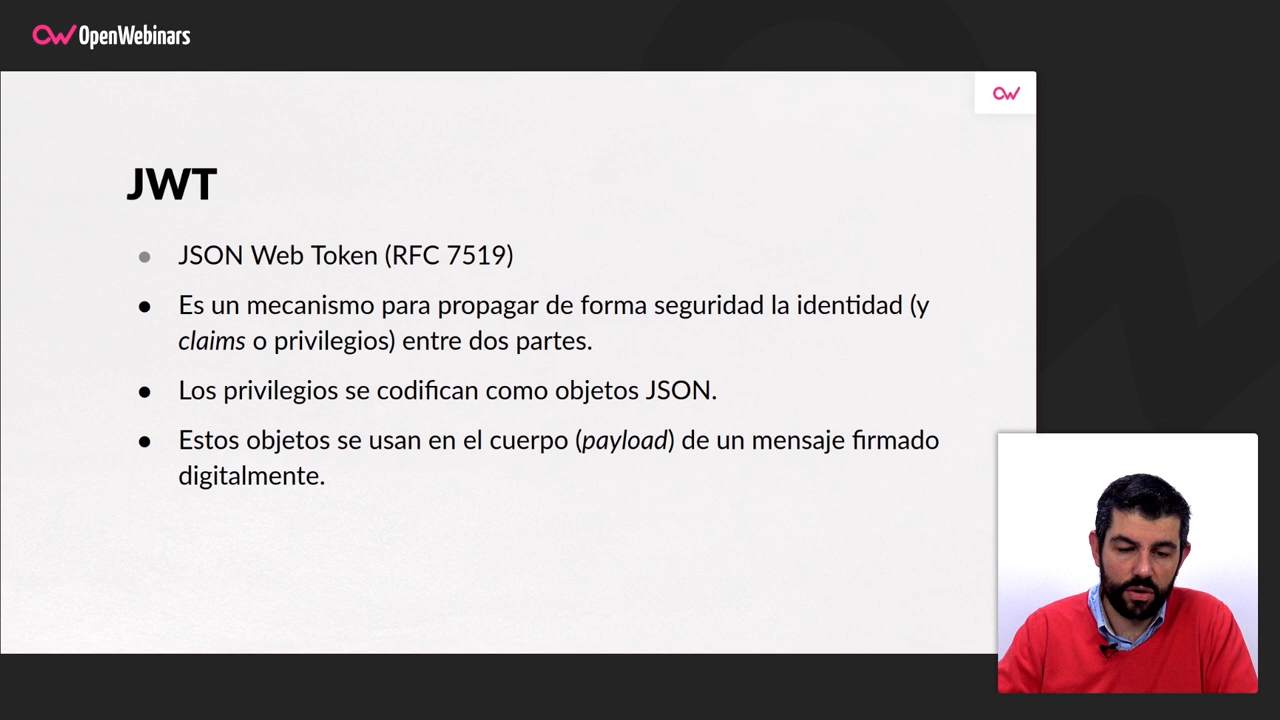 OpenWebinars
JWT
JSON Web Token (RFC 7519)
Es un mecanismo para propagar de forma seguridad la identidad (y
claims o privilegios) entre dos partes.
Los privilegios se codifican como objetos JSON.
Estos objetos se usan en el cuerpo (payload) de un mensaje firmado
digitalmente.